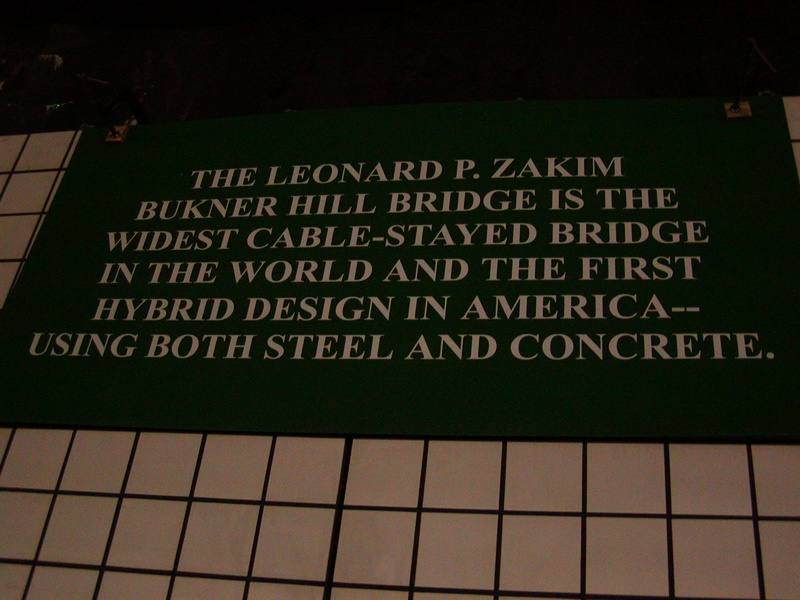 THE LEONARD P. ZAKIM
BUKNER HILL BRIDGE IS THE
WIDEST CABLE-STAYED BRIDGE
IN THE WORLD AND THE FIRST
HYBRID DESIGN IN AMERICA--
USING BOTH STEEL AND CONCRETE.